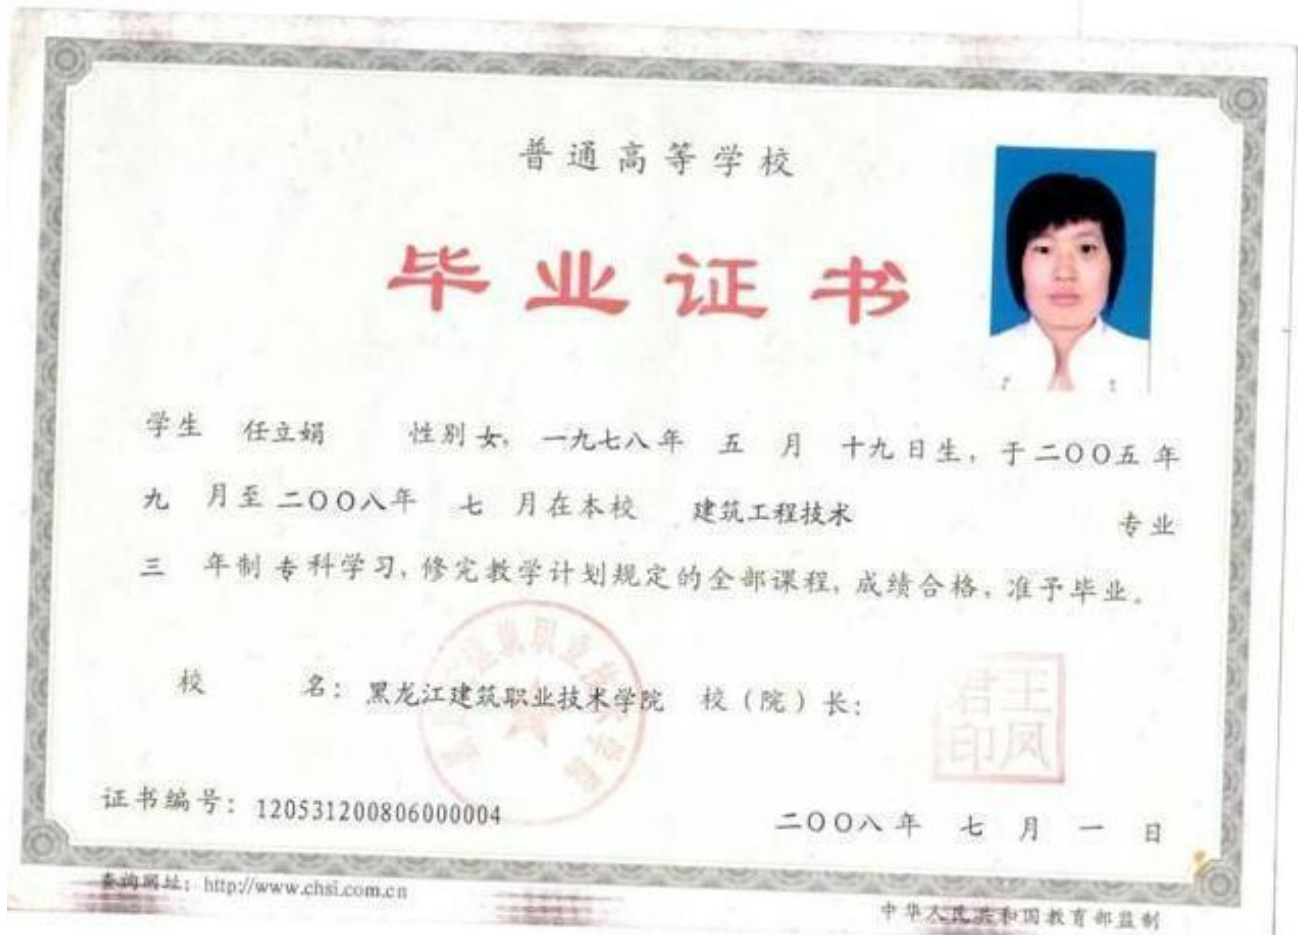 普通高等学校
毕业证书
学生 任立娟 性别 女, 一九七八年 五 月 十九日生, 于二〇〇五年
九 月至二〇〇八年 七 月在本校 建筑工程技术 专业
三 年制专科学习, 修完教学计划规定的全部课程, 成绩合格, 准予毕业。
校 名: 黑龙江建筑职业技术学院 校(院)长:
王凤君印
证书编号: 120531200806000004
二〇〇八年 七 月 一 日
查询网址: http://www.chsi.com.cn
中华人民共和国教育部监制